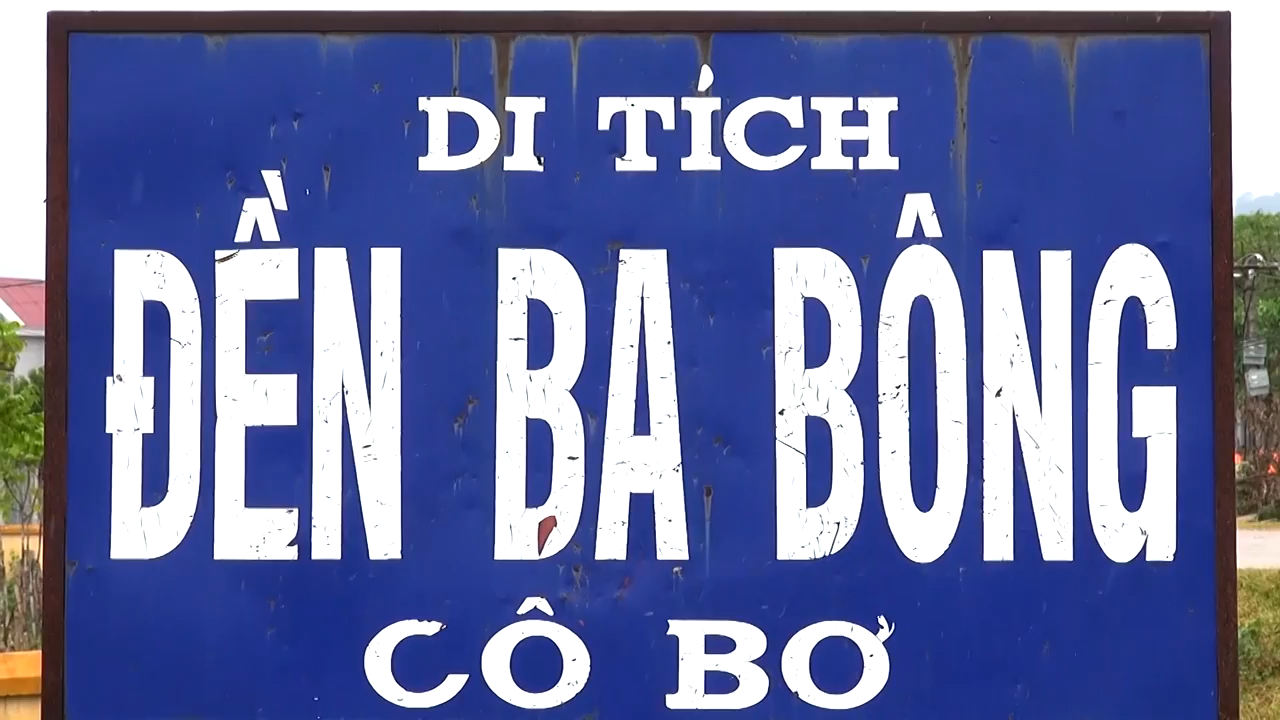 DI TÍCH
ĐỀN BA BÔNG
CÔ BƠ